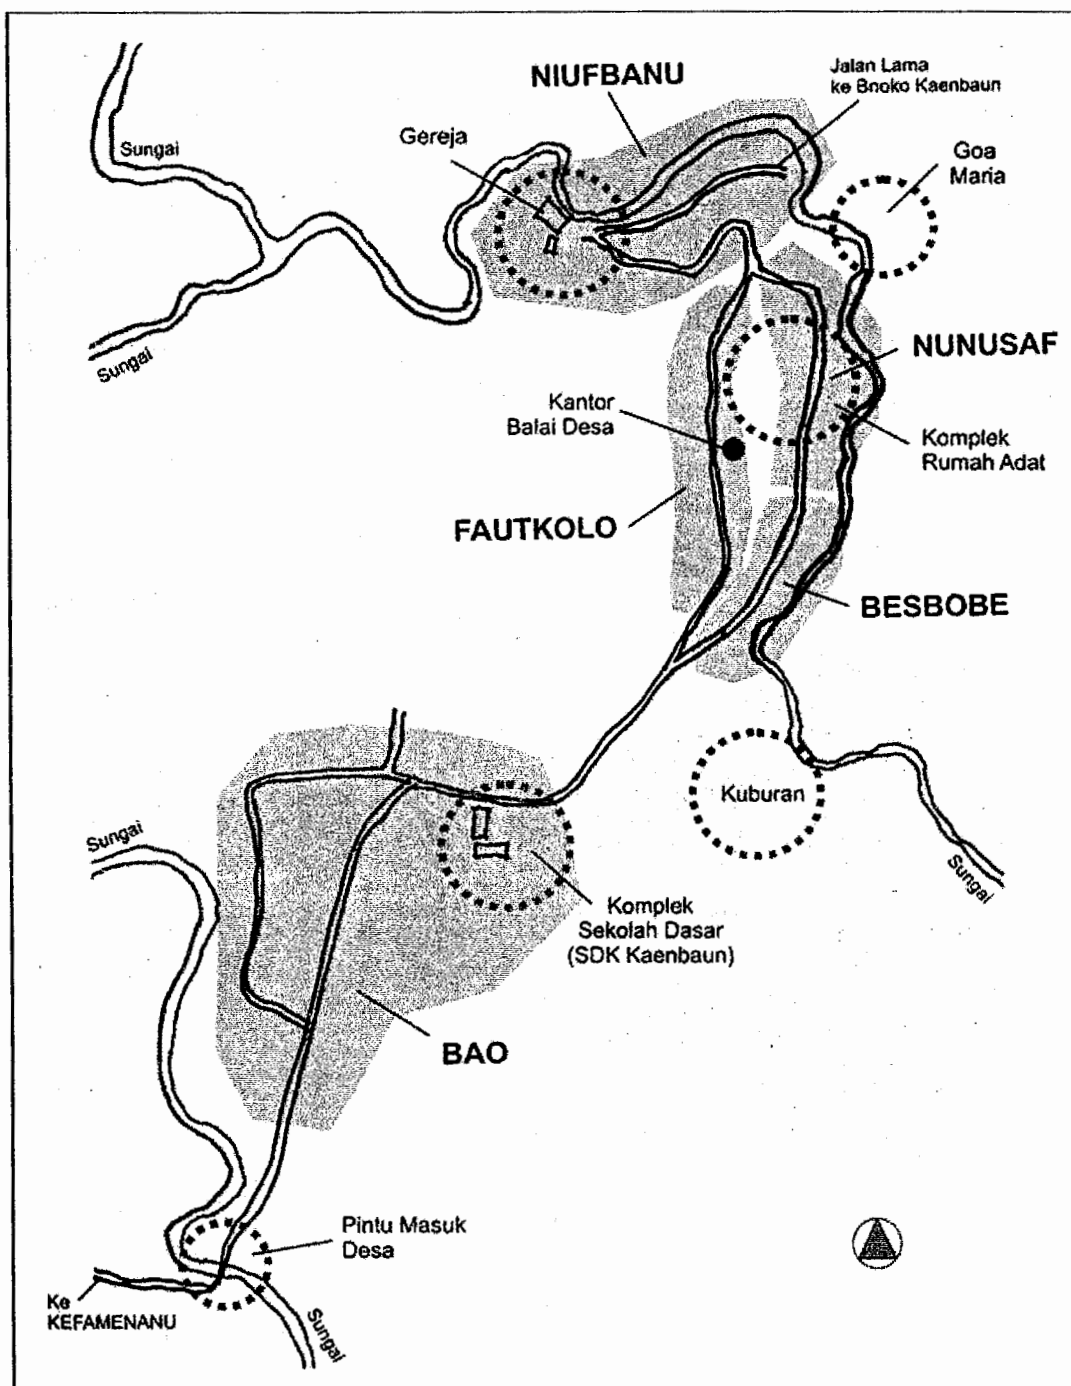 NIUFBANU
Jalan Lama
ke Bnoko Kaenbaun
Gereja
Sungai
Goa
Maria
Sungai
NUNUSAF
Kantor
Balai Desa
Komplek
Rumah Adat
FAUTKOLO
BESBOBE
Kuburan
Sungai
Sungai
Komplek
Sekolah Dasar
(SDK Kaenbaun)
BAO
Pintu Masuk
Desa
Ke
KEFAMENANU
Sungai